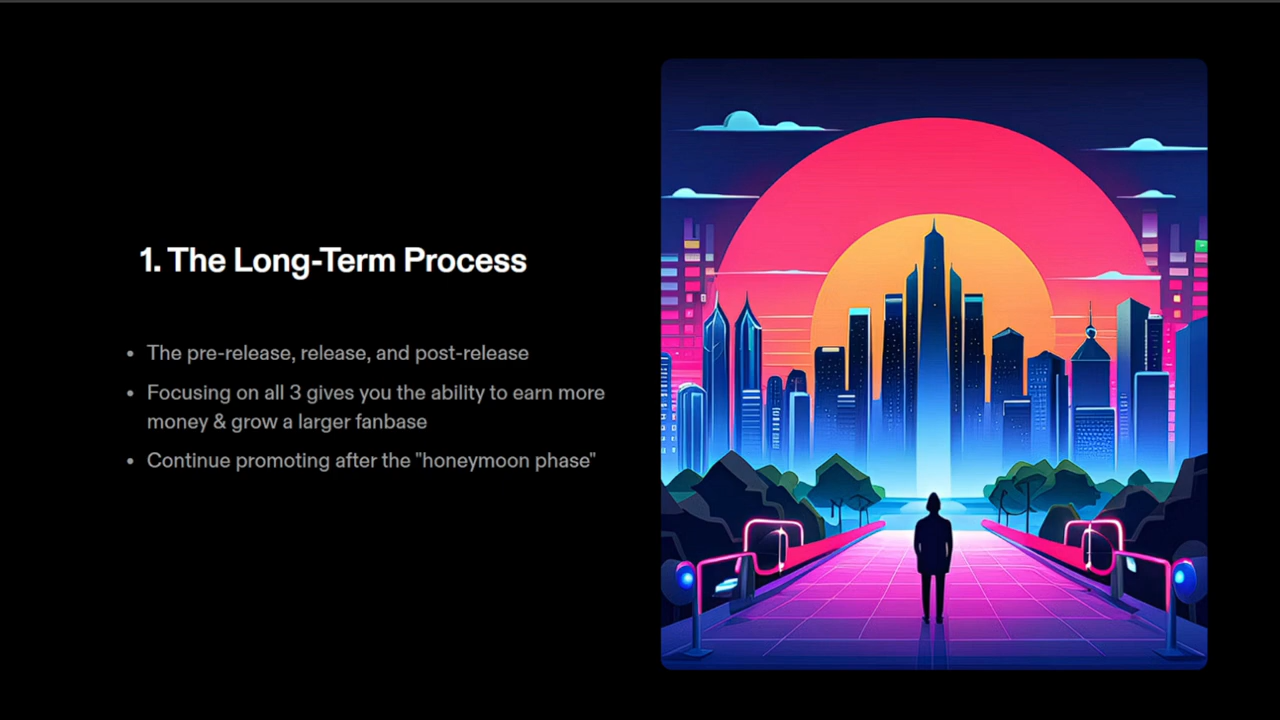 1. The Long-Term Process
• The pre-release, release, and post-release
• Focusing on all 3 gives you the ability to earn more
money & grow a larger fanbase
• Continue promoting after the "honeymoon phase"